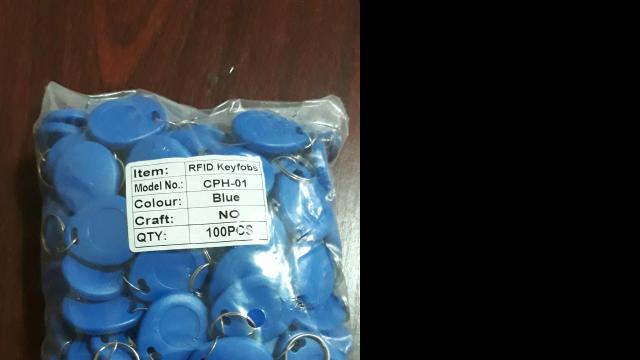 Item: RFID Keyfobs
Model No.: CPH-01
Colour: Blue
Craft: NO
QTY: 100PCS